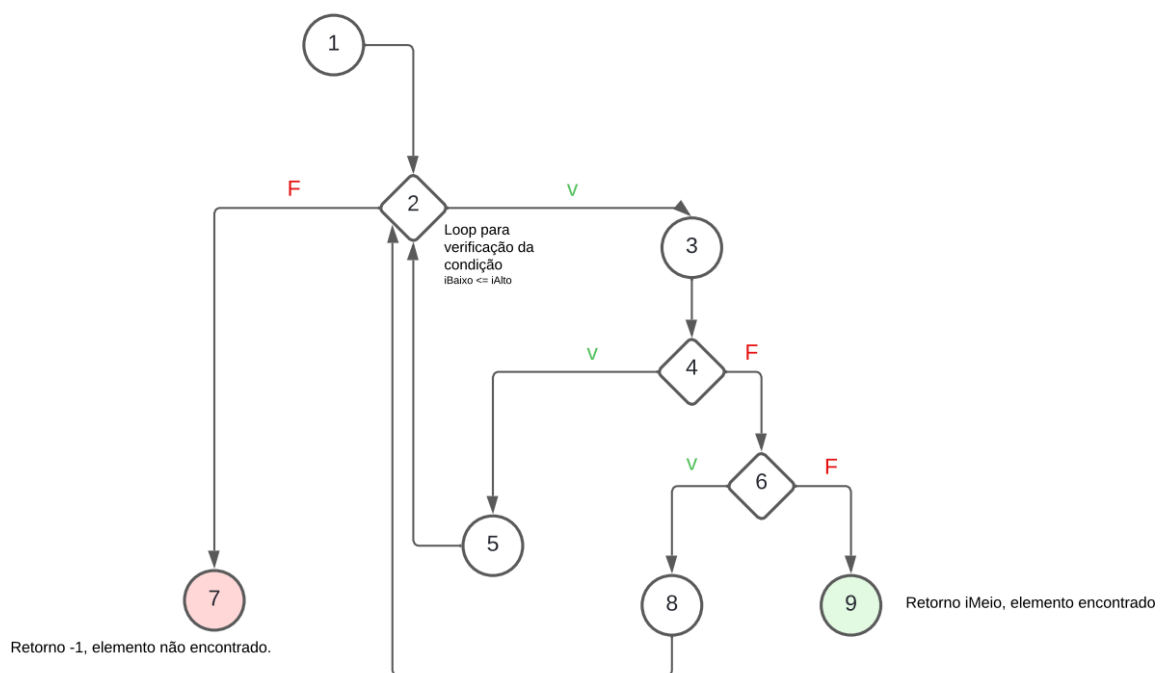 1
F
v
2
3
Loop para
verificação da
condição
iBaixo <= iAlto
v
F
4
v
F
6
5
7
8
9
Retorno iMeio, elemento encontrado
Retorno -1, elemento não encontrado.